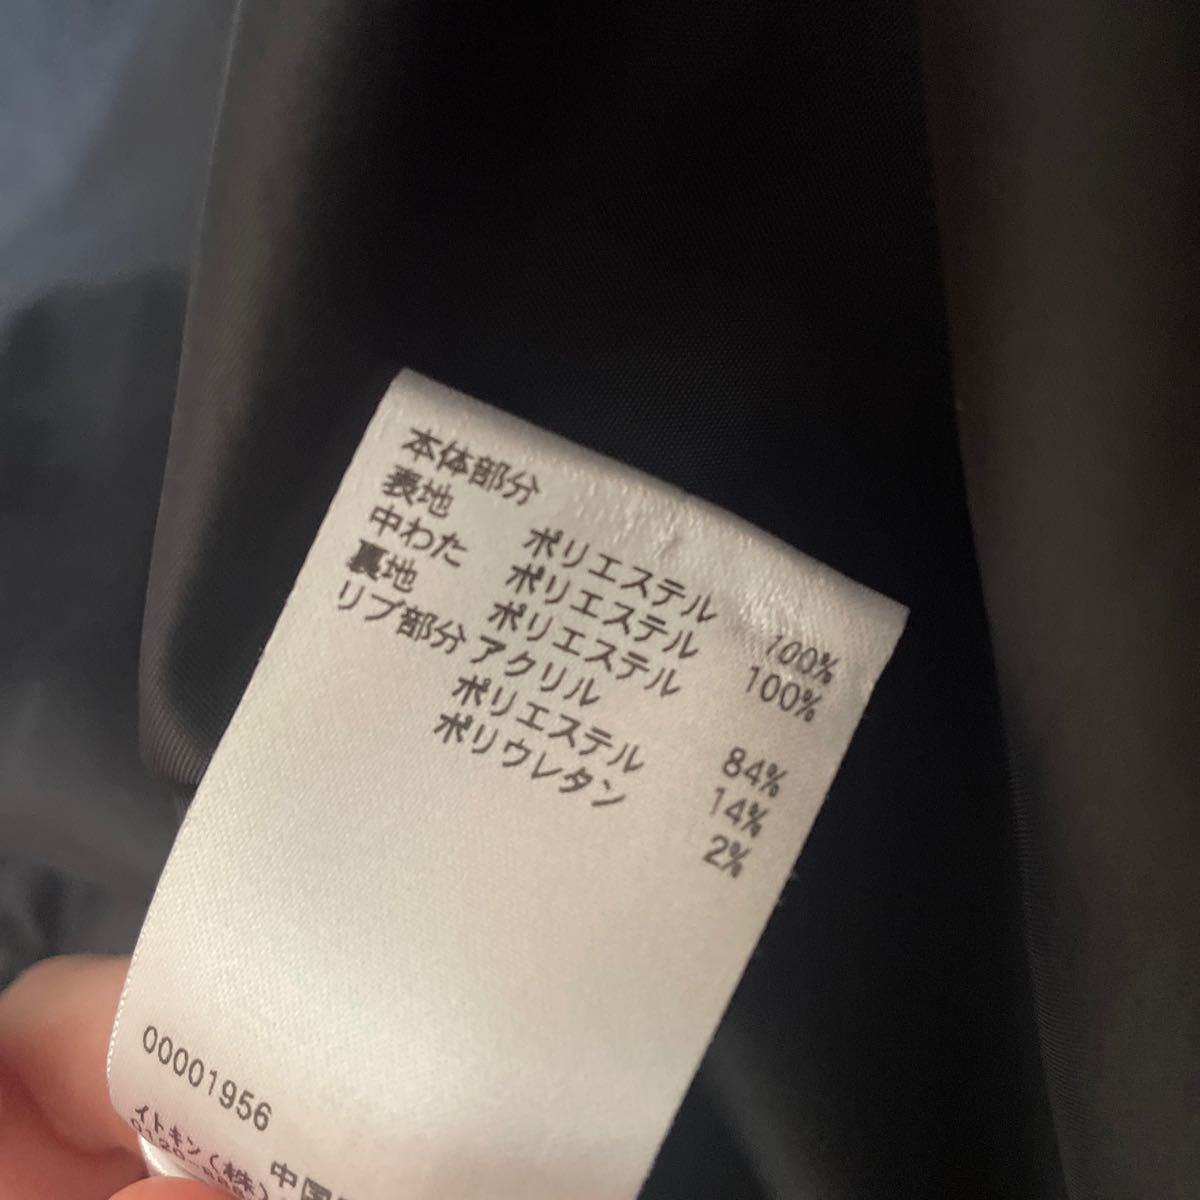 本体部分
表地 ポリエステル 100%
中わた ポリエステル 100%
裏地 ポリエステル
リブ部分 アクリル 84%
ポリエステル 14%
ポリウレタン 2%
00001956
イトキン(株) 中国